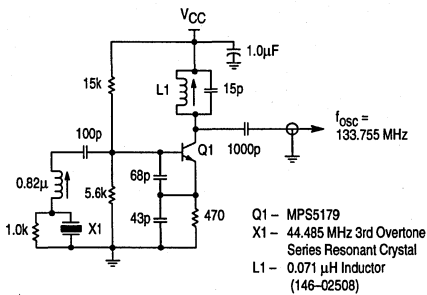 VCC
1.0µF
15k
L1
15p
100p
Q1
1000p
fosc =
133.755 MHz
0.82µ
68p
5.6k
43p
470
1.0k
X1
Q1 – MPS5179
X1 – 44.485 MHz 3rd Overtone
Series Resonant Crystal
L1 – 0.071 µH Inductor
(146–02508)